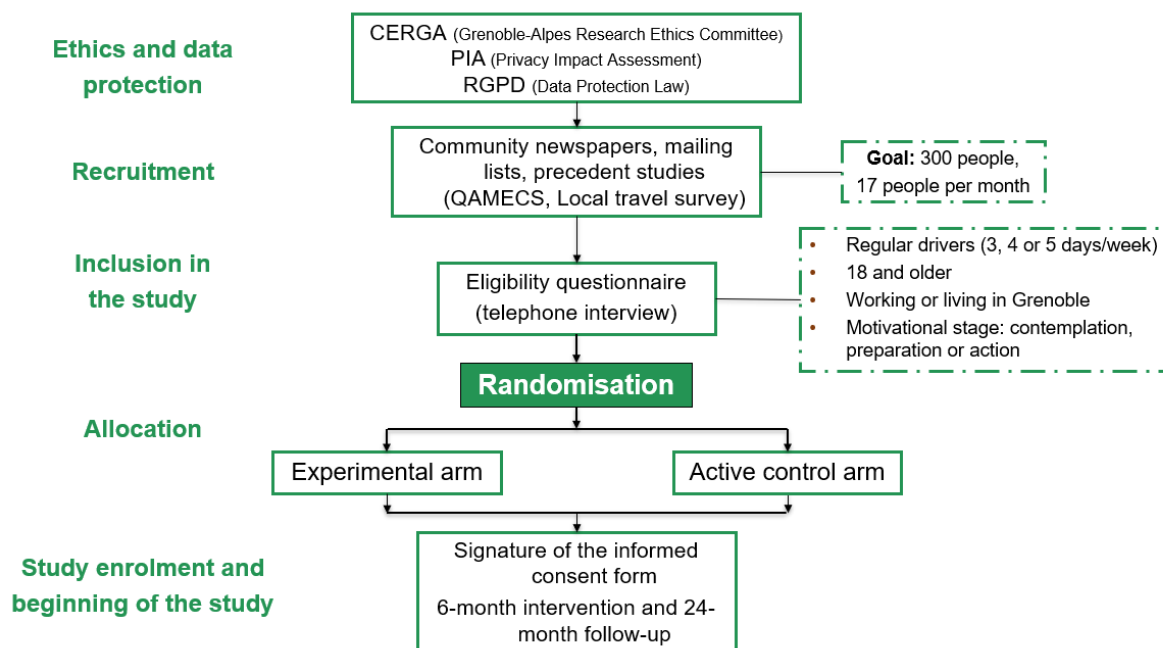 Ethics and data
protection
CERGA (Grenoble-Alpes Research Ethics Committee)
PIA (Privacy Impact Assessment)
RGPD (Data Protection Law)
Recruitment
Community newspapers, mailing
lists, precedent studies
(QAMECS, Local travel survey)
Goal: 300 people,
17 people per month
Inclusion in
the study
Eligibility questionnaire
(telephone interview)
• Regular drivers (3, 4 or 5 days/week)
• 18 and older
• Working or living in Grenoble
• Motivational stage: contemplation,
preparation or action
Randomisation
Allocation
Experimental arm
Active control arm
Study enrolment and
beginning of the study
Signature of the informed
consent form
6-month intervention and 24-
month follow-up